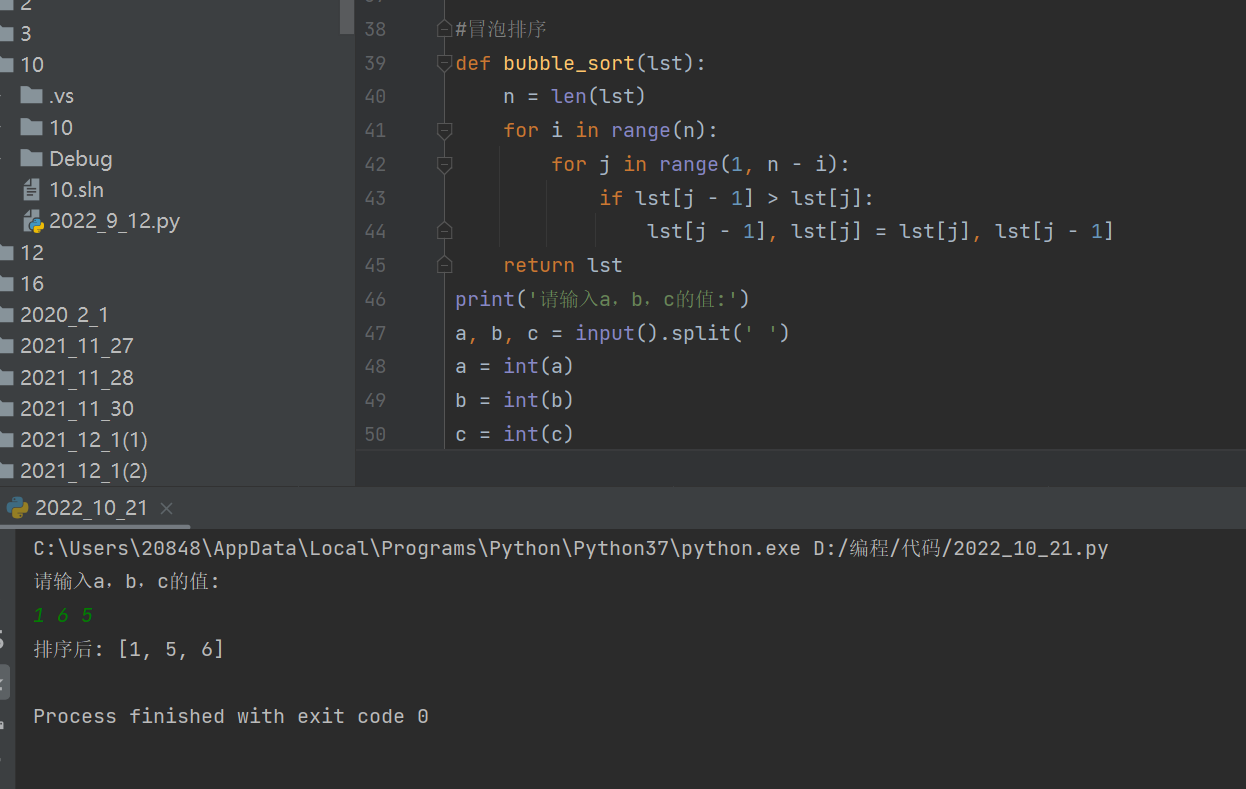 2
3
10
.vs
10
Debug
10.sln
2022_9_12.py
12
16
2020_2_1
2021_11_27
2021_11_28
2021_11_30
2021_12_1(1)
2021_12_1(2)
38 #冒泡排序
39 def bubble_sort(lst):
40 n = len(lst)
41 for i in range(n):
42 for j in range(1, n - i):
43 if lst[j - 1] > lst[j]:
44 lst[j - 1], lst[j] = lst[j], lst[j - 1]
45 return lst
46 print('请输入a，b，c的值:')
47 a, b, c = input().split(' ')
48 a = int(a)
49 b = int(b)
50 c = int(c)
2022_10_21
C:\Users\20848\AppData\Local\Programs\Python\Python37\python.exe D:/编程/代码/2022_10_21.py
请输入a，b，c的值:
1 6 5
排序后: [1, 5, 6]
Process finished with exit code 0